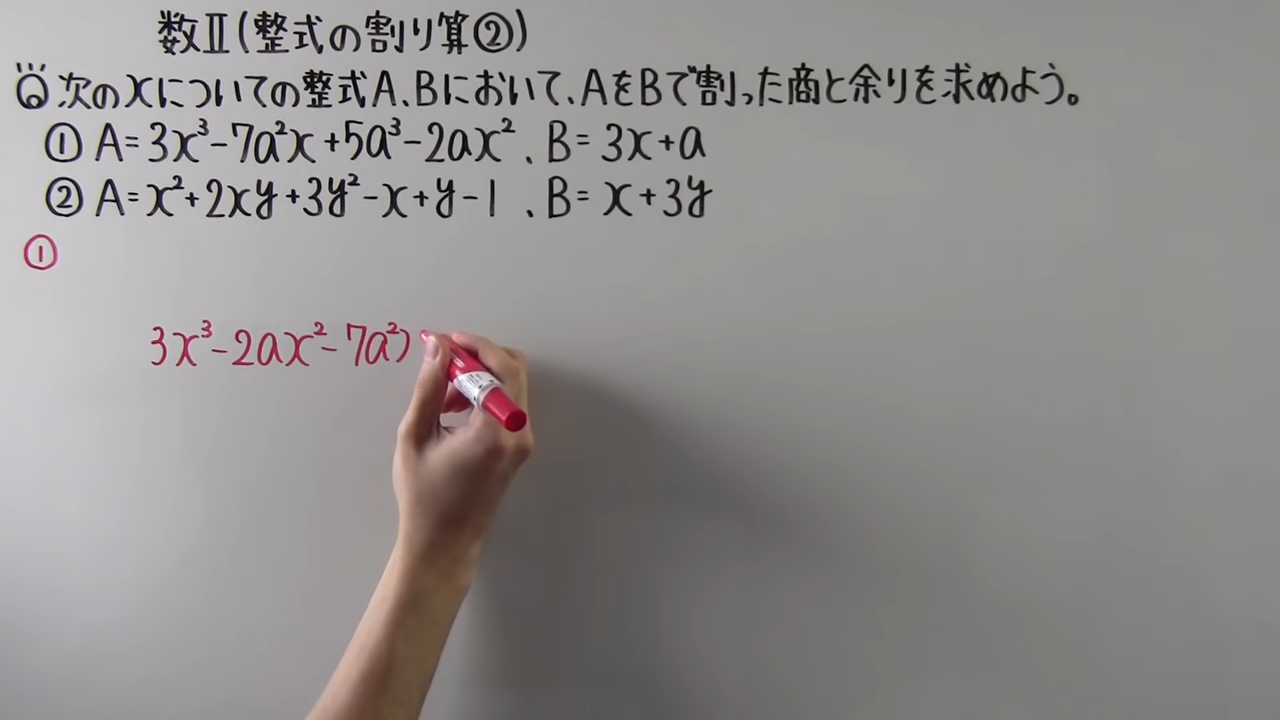 数Ⅱ(整式の割り算②)
Q次のxについての整式A、Bにおいて、AをBで割った商と余りを求めよう。
① A=3x³-7a²x+5a³-2ax²、B=3x+a
② A=x²+2xy+3y²-x+y-1、B=x+3y
①
3x³-2ax²-7a²)